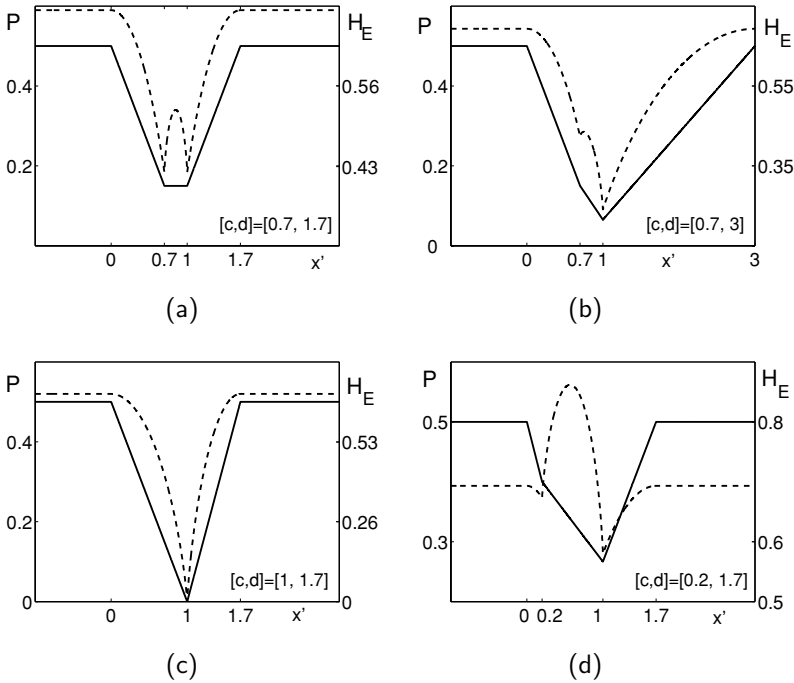 P
H_E
0.4
0.2
0.56
0.43
[c,d]=[0.7, 1.7]
0 0.7 1 1.7 x'
(a)
P
H_E
0.4
0.2
0
0.55
0.35
[c,d]=[0.7, 3]
0 0.7 1 x' 3
(b)
P
H_E
0.4
0.2
0
0.53
0.26
0
[c,d]=[1, 1.7]
0 1 1.7 x'
(c)
P
H_E
0.5
0.3
0.8
0.6
0.5
[c,d]=[0.2, 1.7]
0 0.2 1 1.7 x'
(d)